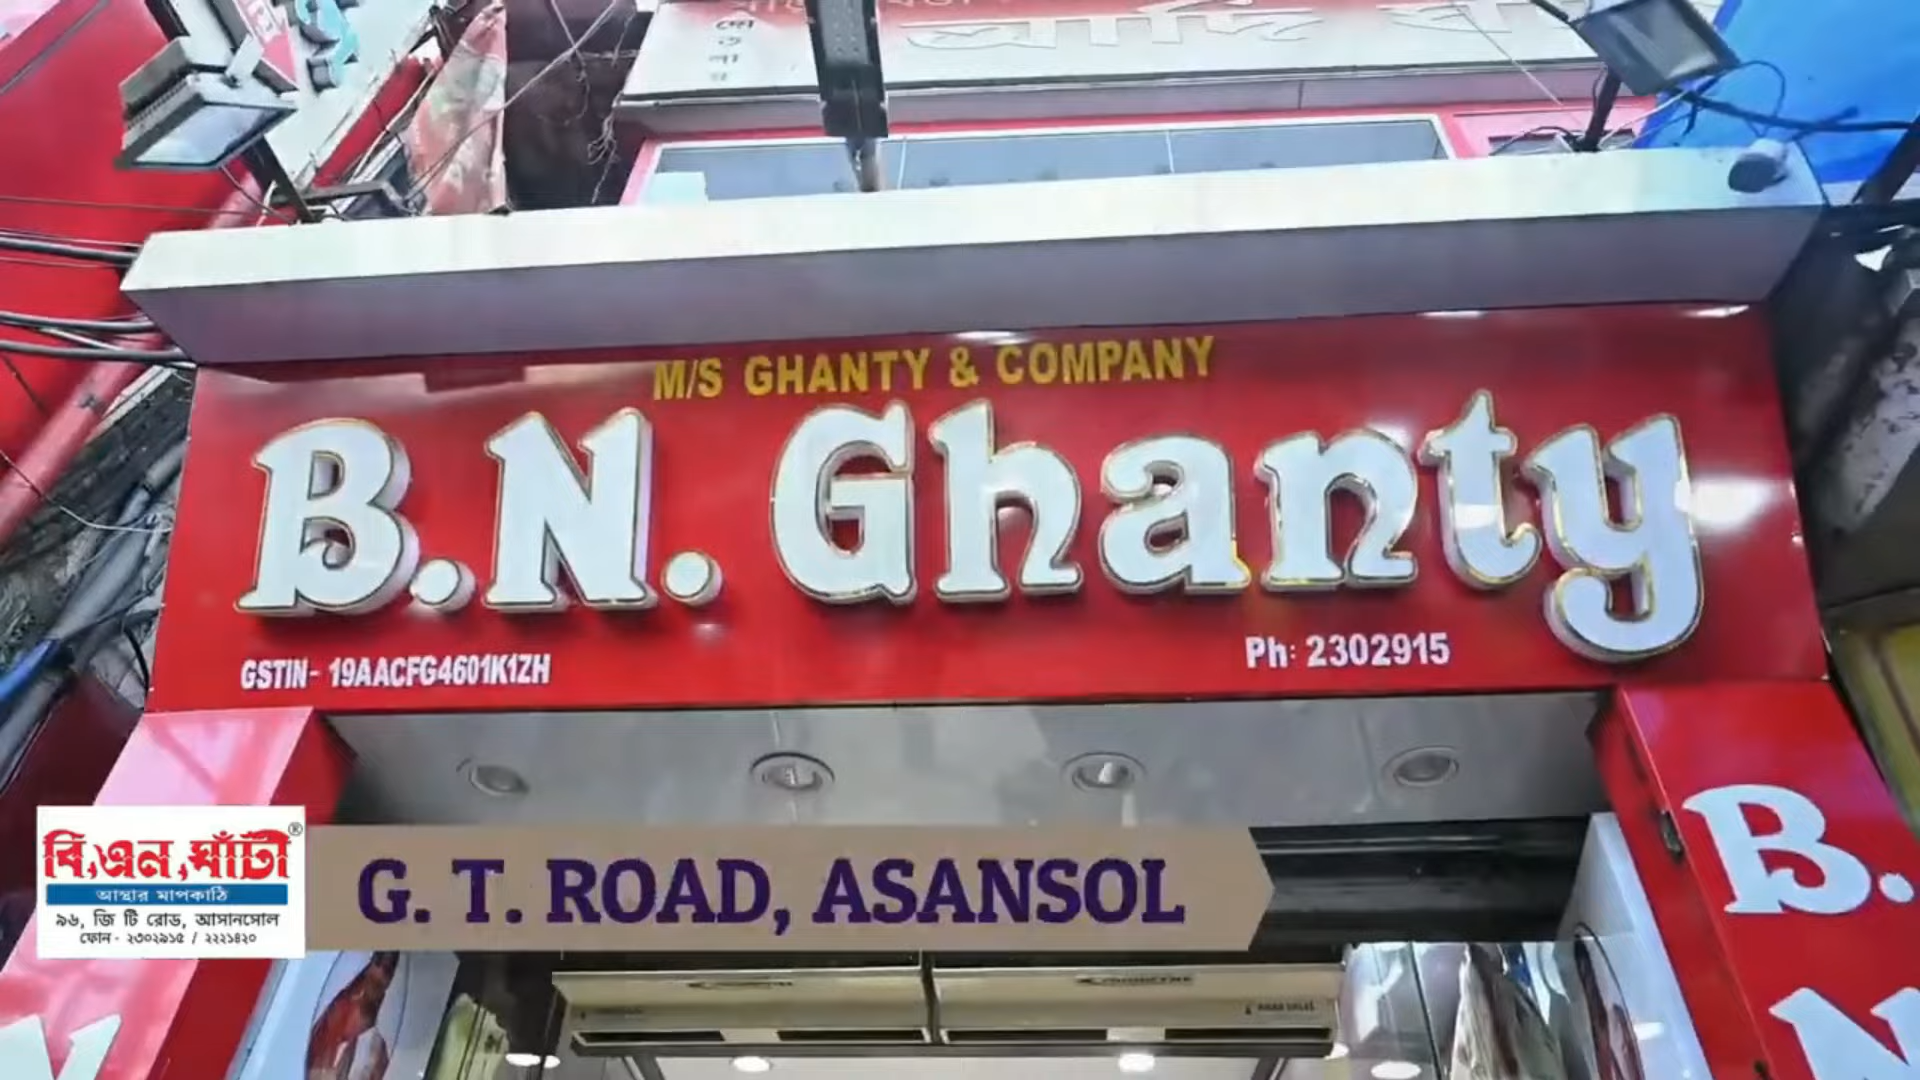 M/S GHANTY & COMPANY
B.N. Ghanty
GSTIN- 19AACFG4601K1ZH
Ph: 2302915
B.
N
বি.এন.ঘাঁটী®
আস্থার মাপকাঠি
৯৬, জি টি রোড, আসানসোল
ফোন - ২৩০২৯১৫ / ২২২১৪২০
G. T. ROAD, ASANSOL